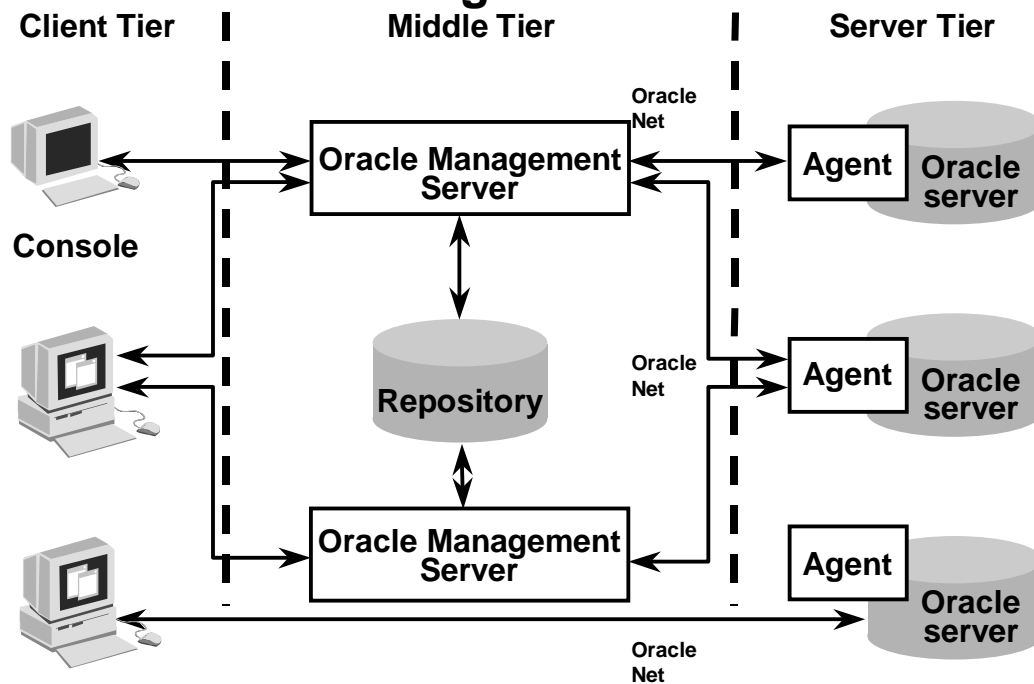 Client Tier
Middle Tier
Server Tier
Oracle
Net
Oracle Management
Server
Agent
Oracle
server
Console
Repository
Oracle
Net
Agent
Oracle
server
Oracle Management
Server
Agent
Oracle
server
Oracle
Net